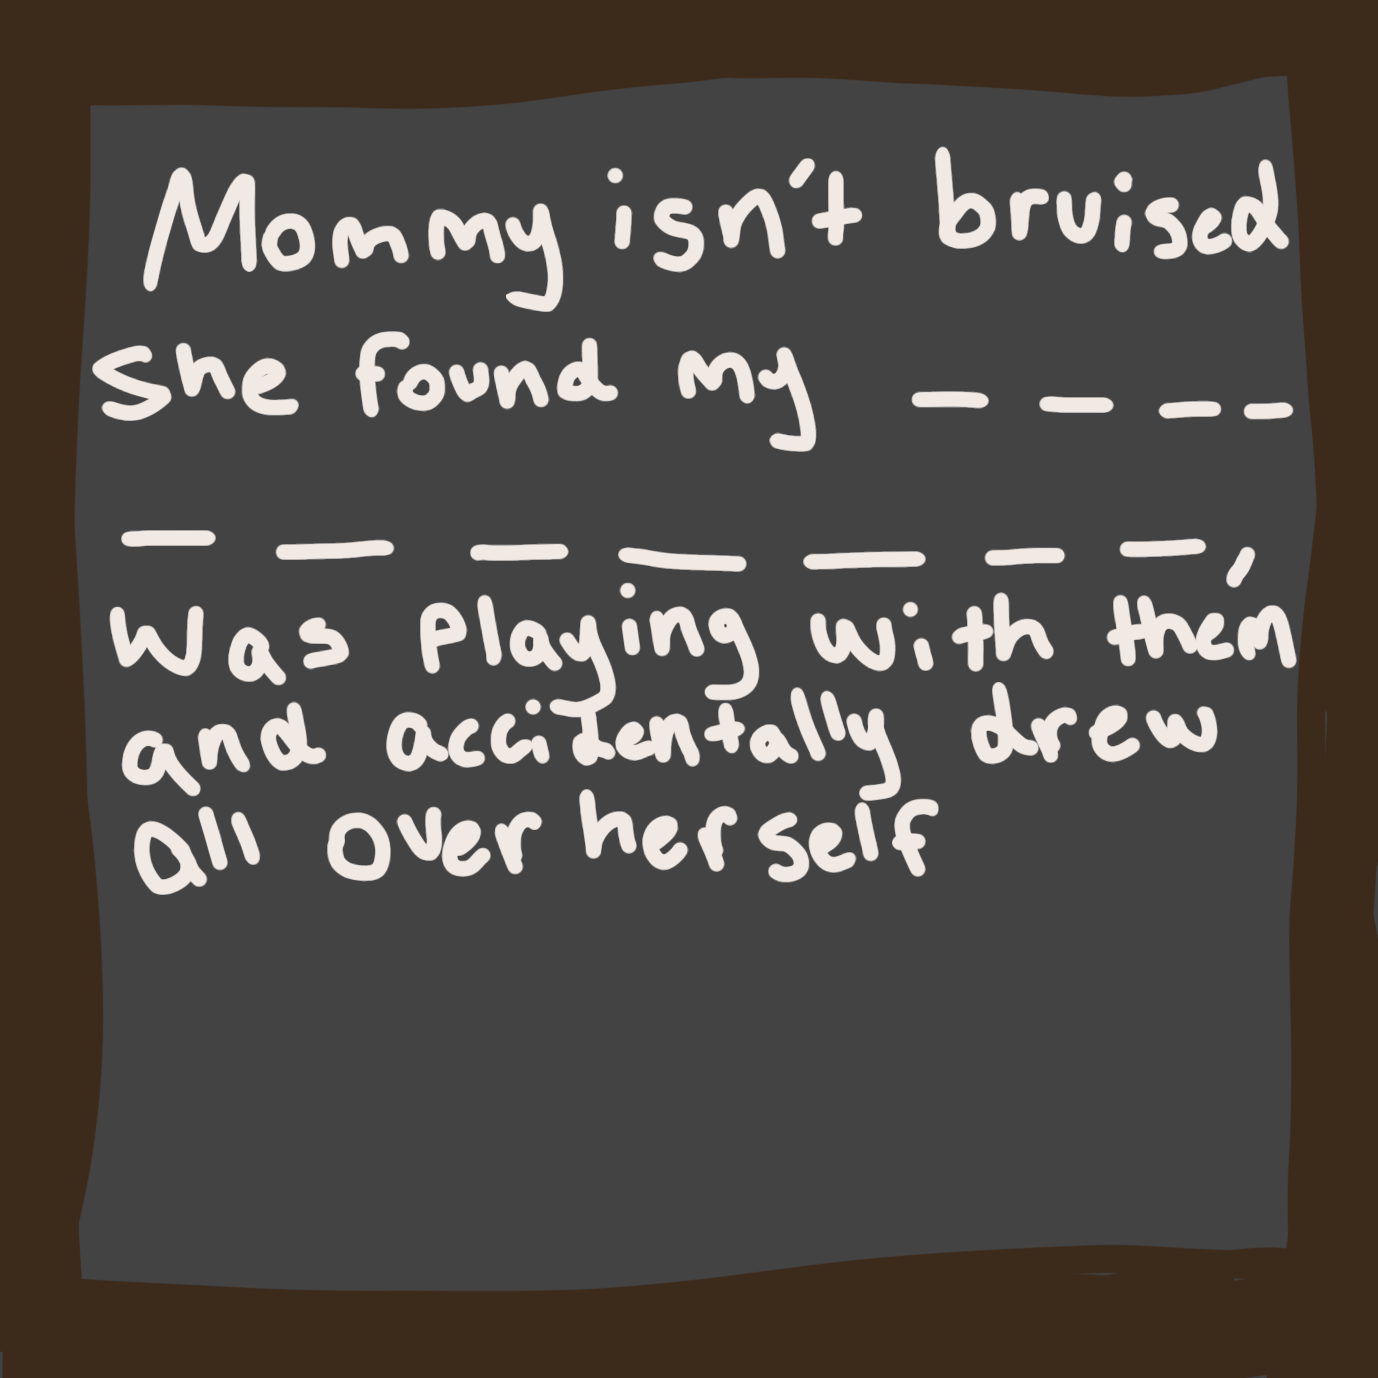 Mommy isn't bruised
She found my _ _ _ _
_ _ _ _ _ _ _,
Was playing with them
and accidentally drew
all over herself